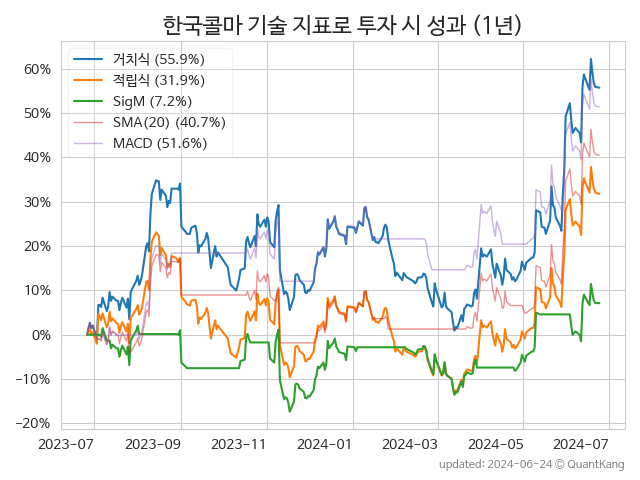 한국콜마 기술 지표로 투자 시 성과 (1년)
거치식 (55.9%)
적립식 (31.9%)
SigM (7.2%)
SMA(20) (40.7%)
MACD (51.6%)
60%
50%
40%
30%
20%
10%
0%
−10%
−20%
2023-07 2023-09 2023-11 2024-01 2024-03 2024-05 2024-07
updated: 2024-06-24 © QuantKang